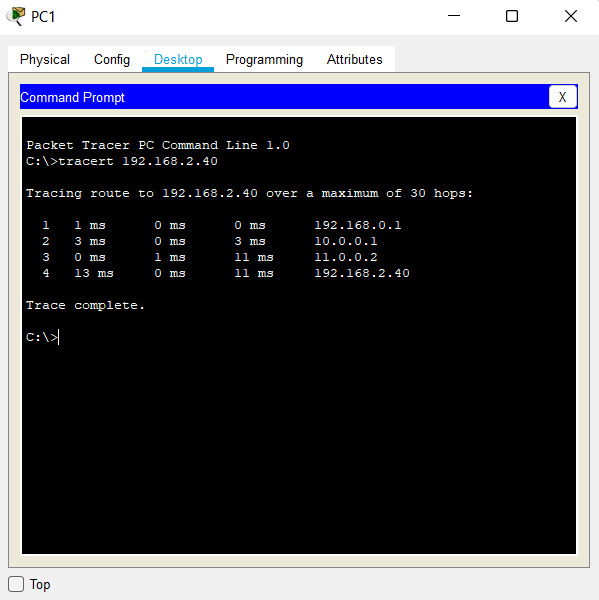 PC1
Physical Config Desktop Programming Attributes
Command Prompt
X
Packet Tracer PC Command Line 1.0
C:\>tracert 192.168.2.40
Tracing route to 192.168.2.40 over a maximum of 30 hops:
1 1 ms 0 ms 0 ms 192.168.0.1
2 3 ms 0 ms 3 ms 10.0.0.1
3 0 ms 1 ms 11 ms 11.0.0.2
4 13 ms 0 ms 11 ms 192.168.2.40
Trace complete.
C:\>
Top